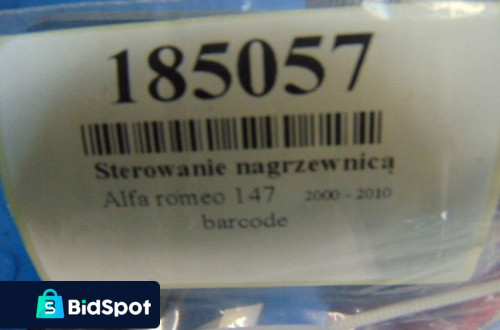 185057
Sterowanie nagrzewnicą
Alfa romeo 147 2000 - 2010
barcode
BidSpot